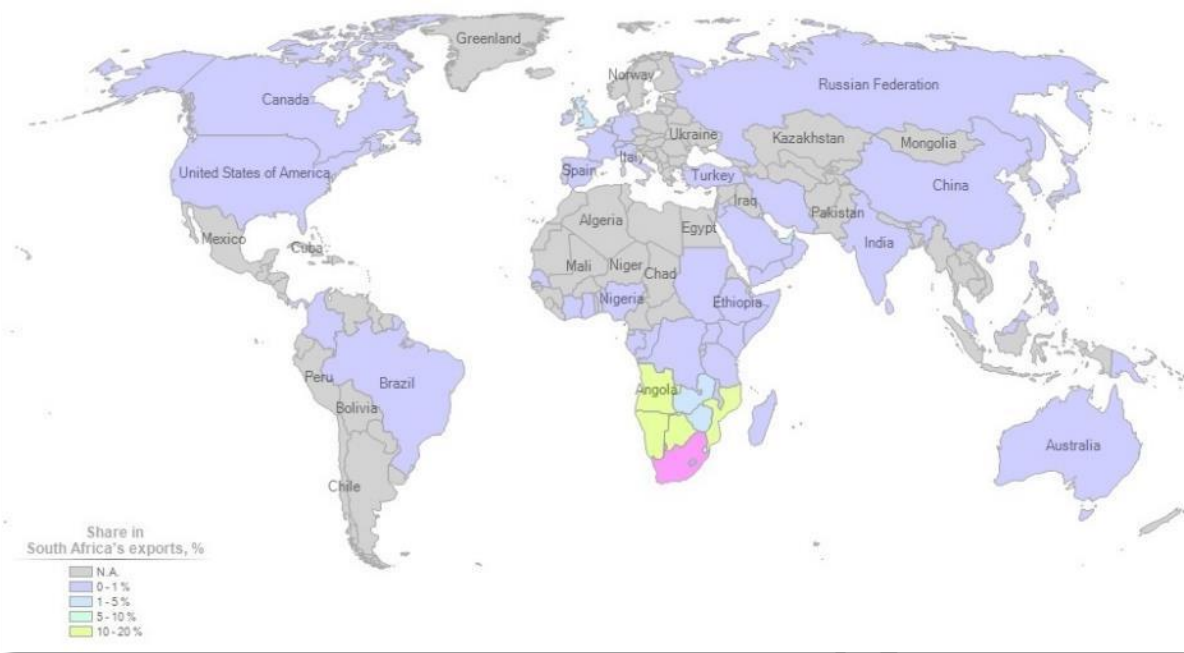 Greenland
Norway
Russian Federation
Canada
Ukraine
Kazakhstan
Mongolia
Italy
Spain
Turkey
United States of America
China
Iraq
Pakistan
Algeria
Egypt
India
Mexico
Cuba
Mali
Niger
Chad
Nigeria
Ethiopia
Peru
Brazil
Angola
Bolivia
Australia
Chile
Share in
South Africa's exports, %
N.A.
0 - 1 %
1 - 5 %
5 - 10 %
10 - 20 %